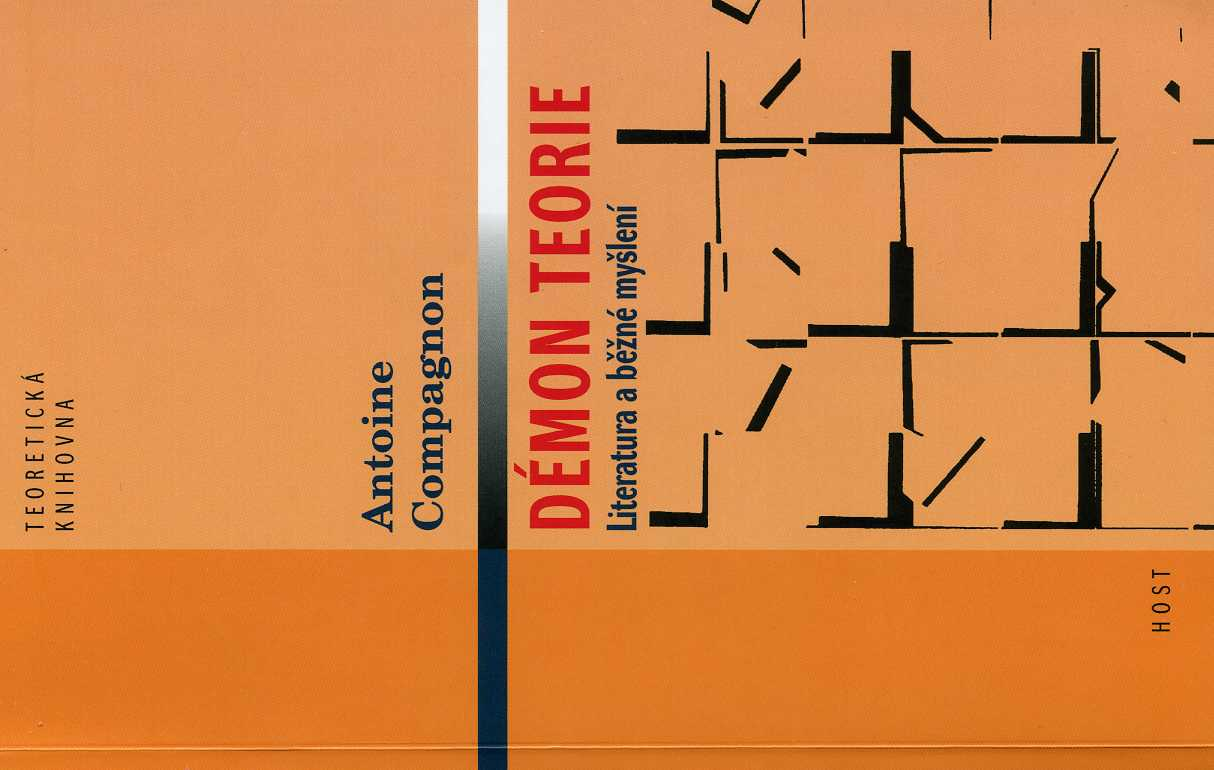 TEORETICKÁ
KNIHOVNA
Antoine
Compagnon
DÉMON TEORIE
Literatura a běžné myšlení
HOST